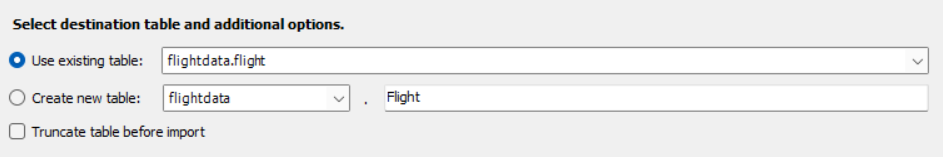 Select destination table and additional options.
Use existing table: flightdata.flight
Create new table: flightdata . Flight
Truncate table before import